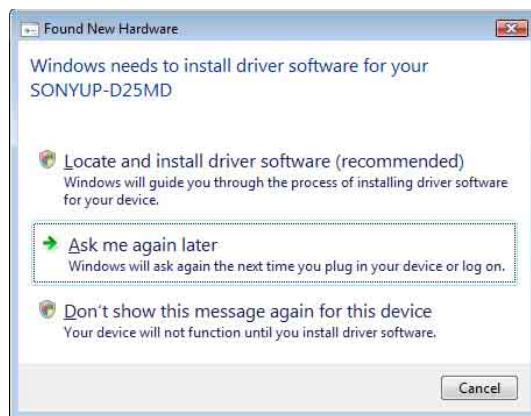 Found New Hardware
Windows needs to install driver software for your
SONYUP-D25MD
Locate and install driver software (recommended)
Windows will guide you through the process of installing driver software
for your device.
Ask me again later
Windows will ask again the next time you plug in your device or log on.
Don't show this message again for this device
Your device will not function until you install driver software.
Cancel